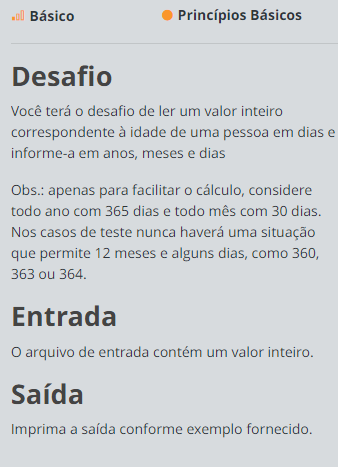 Básico
Princípios Básicos
Desafio
Você terá o desafio de ler um valor inteiro
correspondente à idade de uma pessoa em dias e
informe-a em anos, meses e dias
Obs.: apenas para facilitar o cálculo, considere
todo ano com 365 dias e todo mês com 30 dias.
Nos casos de teste nunca haverá uma situação
que permite 12 meses e alguns dias, como 360,
363 ou 364.
Entrada
O arquivo de entrada contém um valor inteiro.
Saída
Imprima a saída conforme exemplo fornecido.